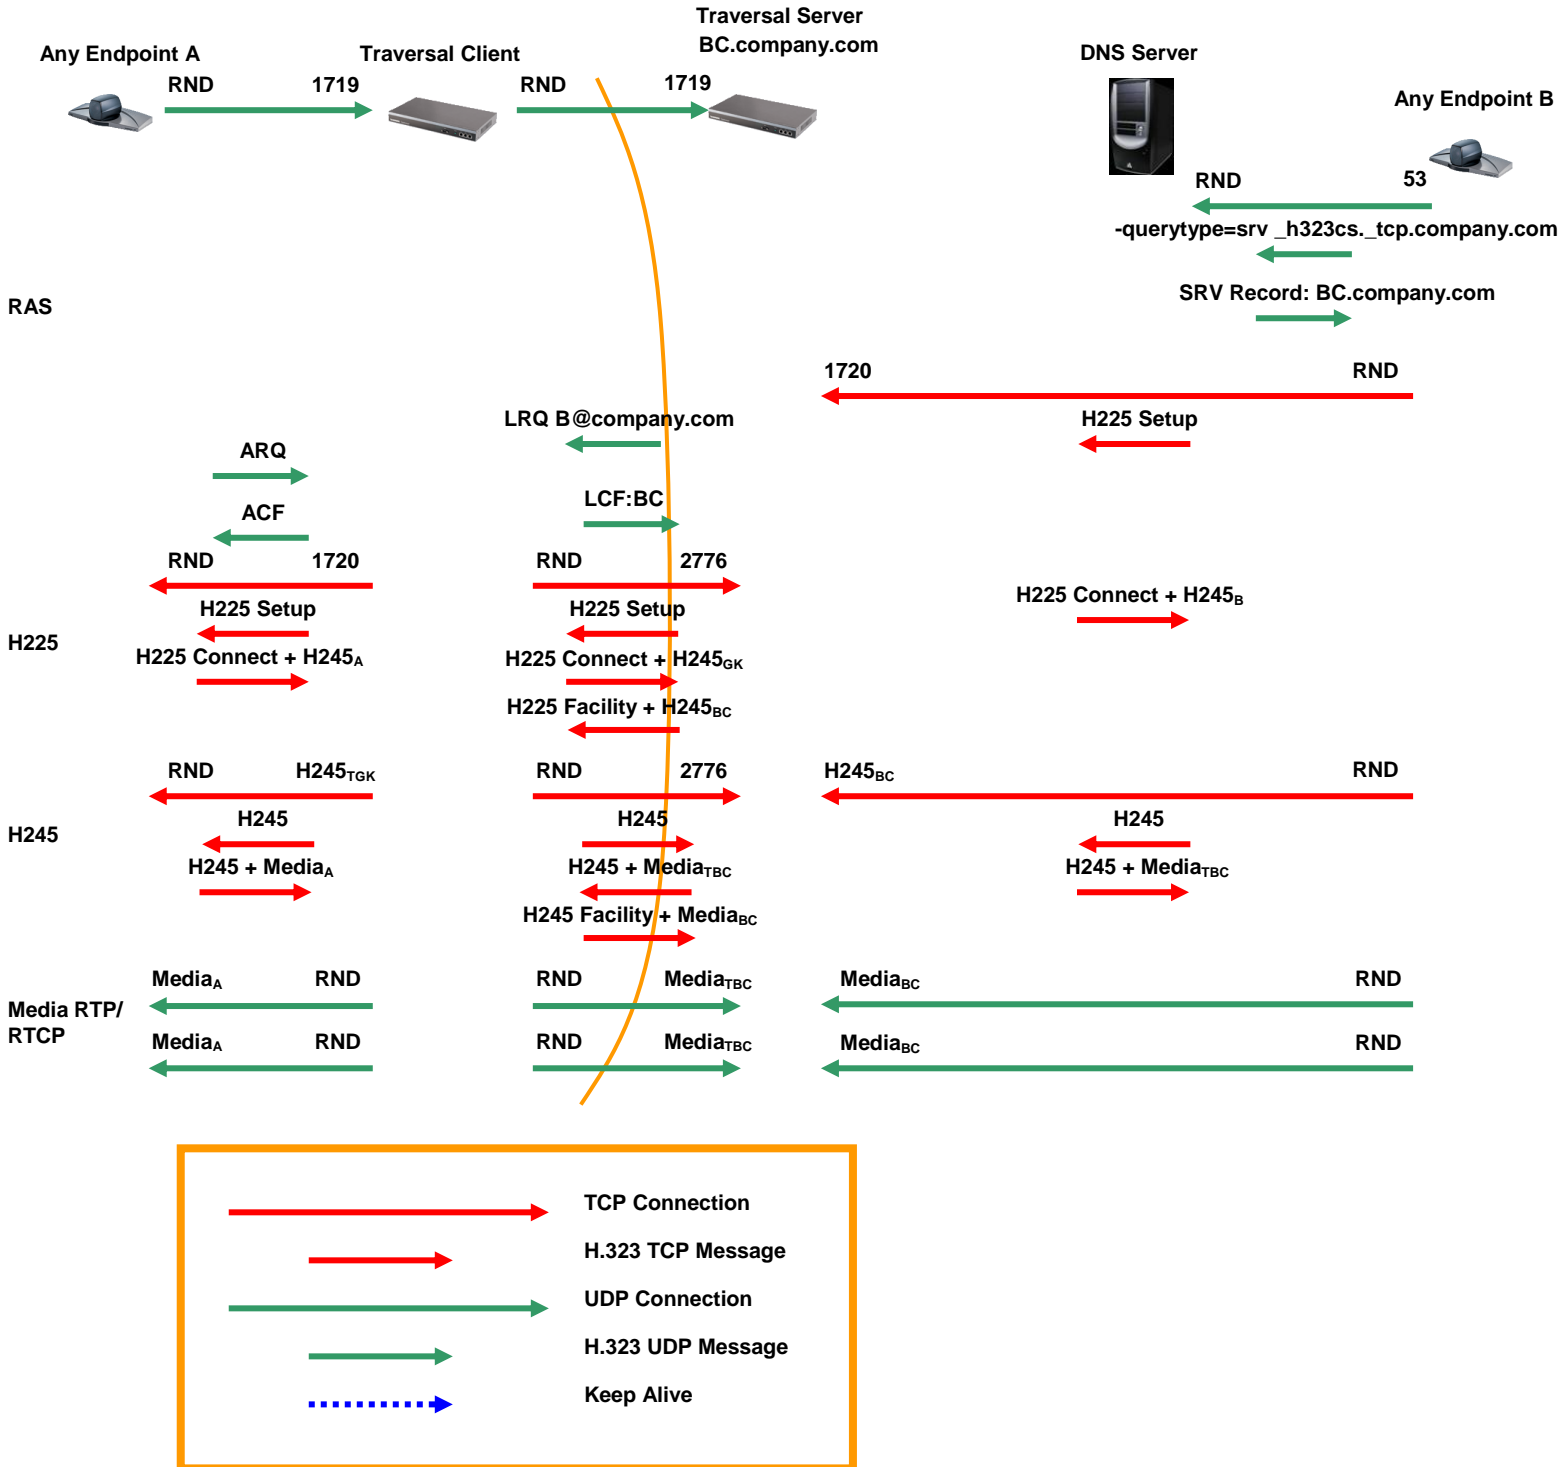 Traversal Server
BC.company.com
Any Endpoint A
Traversal Client
DNS Server
Any Endpoint B
RND 1719
RND 1719
RND 53
-querytype=srv _h323cs._tcp.company.com
SRV Record: BC.company.com
RAS
1720 RND
LRQ B@company.com
H225 Setup
ARQ
LCF:BC
ACF
RND 1720
RND 2776
H225 Setup
H225 Setup
H225 Connect + H245B
H225
H225 Connect + H245A
H225 Connect + H245GK
H225 Facility + H245BC
RND H245TGK
RND 2776
H245BC RND
H245
H245
H245
H245
H245 + MediaA
H245 + MediaTBC
H245 + MediaTBC
H245 Facility + MediaBC
MediaA RND
RND MediaTBC
MediaBC RND
Media RTP/
RTCP
MediaA RND
RND MediaTBC
MediaBC RND
TCP Connection
H.323 TCP Message
UDP Connection
H.323 UDP Message
Keep Alive